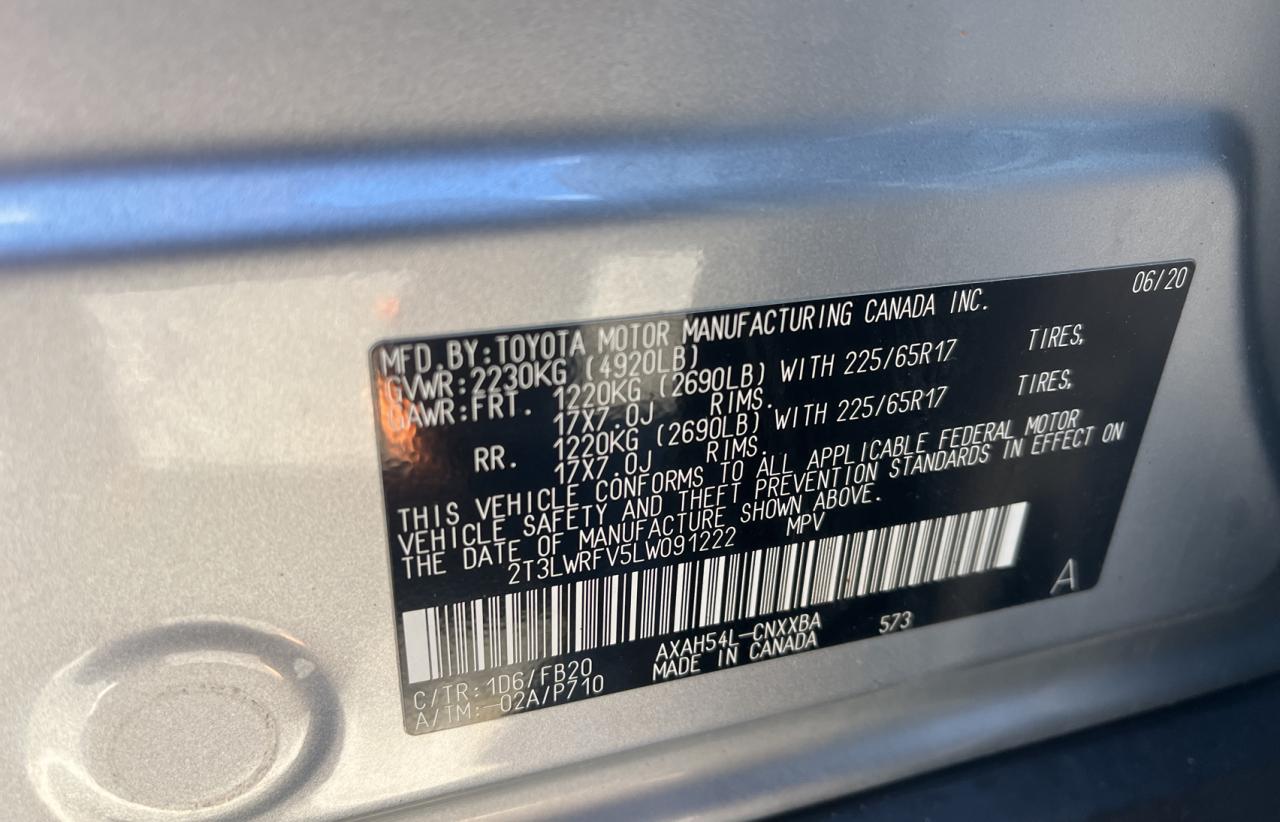 06/20
MFD.BY:TOYOTA MOTOR MANUFACTURING CANADA INC.
GVWR:2230KG (4920LB)
GAWR:FRT. 1220KG (2690LB) WITH 225/65R17 TIRES,
17X7.0J RIMS.
RR. 1220KG (2690LB) WITH 225/65R17 TIRES,
17X7.0J RIMS.
THIS VEHICLE CONFORMS TO ALL APPLICABLE FEDERAL MOTOR
VEHICLE SAFETY AND THEFT PREVENTION STANDARDS IN EFFECT ON
THE DATE OF MANUFACTURE SHOWN ABOVE.
2T3LWRFV5LW091222 MPV
A
C/TR:1D6/FB20 AXAH54L-CNXXBA 573
A/TM:-02A/P710 MADE IN CANADA